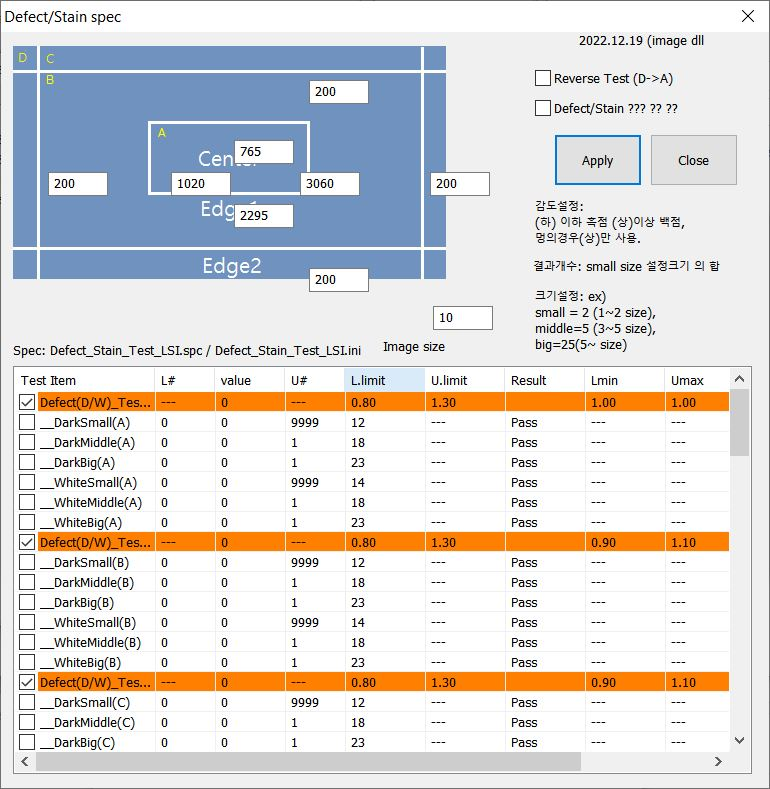 Defect/Stain spec
2022.12.19 (image dll
D
C
B
200
Reverse Test (D->A)
Defect/Stain ??? ?? ??
A
765
Apply
Close
200
1020
3060
200
2295
감도설정:
(하) 이하 흑점 (상)이상 백점,
멍의경우(상)만 사용.
Edge2
200
결과개수: small size 설정크기 의 합
크기설정: ex)
small = 2 (1~2 size),
middle=5 (3~5 size),
big=25(5~ size)
10
Spec: Defect_Stain_Test_LSI.spc / Defect_Stain_Test_LSI.ini
Image size
Test Item L# value U# L.limit U.limit Result Lmin Umax
Defect(D/W)_Tes... --- 0 --- 0.80 1.30 1.00 1.00
__DarkSmall(A) 0 9999 12 --- Pass --- ---
__DarkMiddle(A) 0 1 18 --- Pass --- ---
__DarkBig(A) 0 1 23 --- Pass --- ---
__WhiteSmall(A) 0 9999 14 --- Pass --- ---
__WhiteMiddle(A) 0 1 18 --- Pass --- ---
__WhiteBig(A) 0 1 23 --- Pass --- ---
Defect(D/W)_Tes... --- 0 --- 0.80 1.30 0.90 1.10
__DarkSmall(B) 0 0 9999 12 --- Pass --- ---
__DarkMiddle(B) 0 0 1 18 --- Pass --- ---
__DarkBig(B) 0 0 1 23 --- Pass --- ---
__WhiteSmall(B) 0 0 9999 14 --- Pass --- ---
__WhiteMiddle(B) 0 0 1 18 --- Pass --- ---
__WhiteBig(B) 0 0 1 23 --- Pass --- ---
Defect(D/W)_Tes... --- 0 --- 0.80 1.30 0.90 1.10
__DarkSmall(C) 0 0 9999 12 --- Pass --- ---
__DarkMiddle(C) 0 0 1 18 --- Pass --- ---
__DarkBig(C) 0 0 1 23 --- Pass --- ---